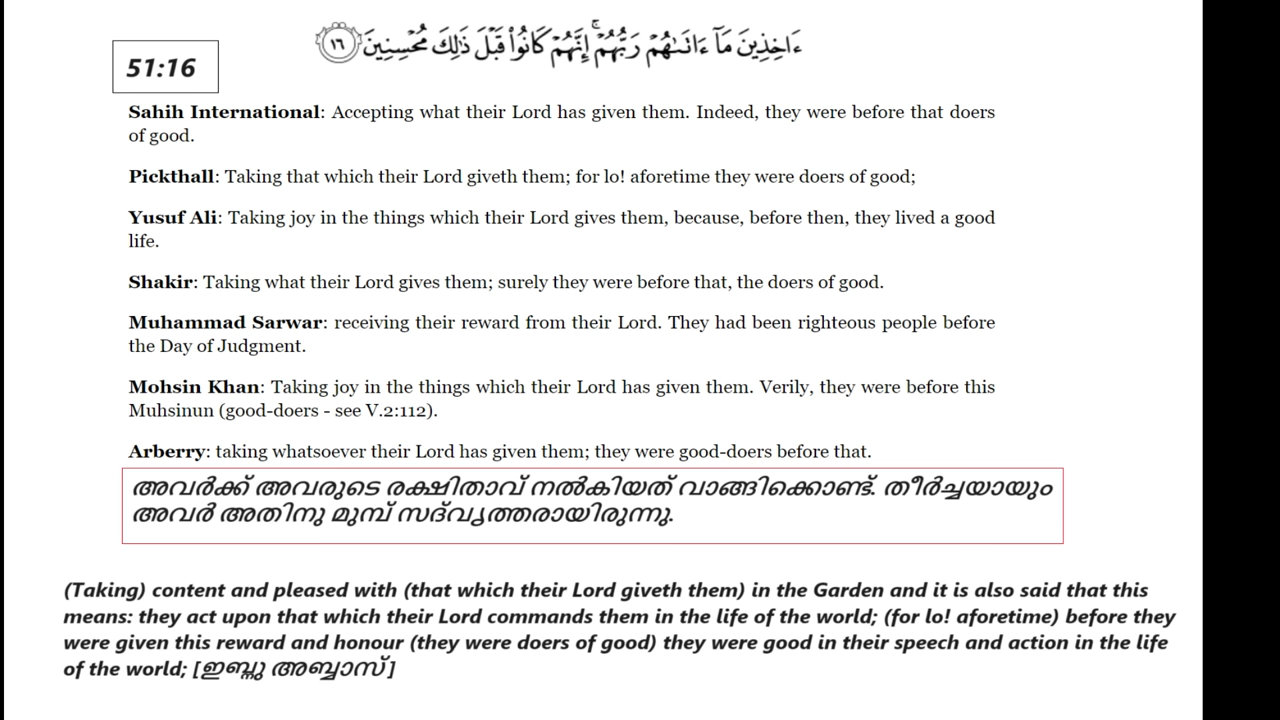 ءَاخِذِينَ مَآ ءَاتَىٰهُمْ رَبُّهُمْ ۚ إِنَّهُمْ كَانُوا۟ قَبْلَ ذَٰلِكَ مُحْسِنِينَ ١٦
51:16
Sahih International: Accepting what their Lord has given them. Indeed, they were before that doers
of good.
Pickthall: Taking that which their Lord giveth them; for lo! aforetime they were doers of good;
Yusuf Ali: Taking joy in the things which their Lord gives them, because, before then, they lived a good
life.
Shakir: Taking what their Lord gives them; surely they were before that, the doers of good.
Muhammad Sarwar: receiving their reward from their Lord. They had been righteous people before
the Day of Judgment.
Mohsin Khan: Taking joy in the things which their Lord has given them. Verily, they were before this
Muhsinun (good-doers - see V.2:112).
Arberry: taking whatsoever their Lord has given them; they were good-doers before that.
അവർക്ക് അവരുടെ രക്ഷിതാവ് നൽകിയത് വാങ്ങിക്കൊണ്ട്. തീർച്ചയായും
അവർ അതിനു മുമ്പ് സദ്‌വൃത്തരായിരുന്നു.
(Taking) content and pleased with (that which their Lord giveth them) in the Garden and it is also said that this
means: they act upon that which their Lord commands them in the life of the world; (for lo! aforetime) before they
were given this reward and honour (they were doers of good) they were good in their speech and action in the life
of the world; [ഇബ്നു അബ്ബാസ്]